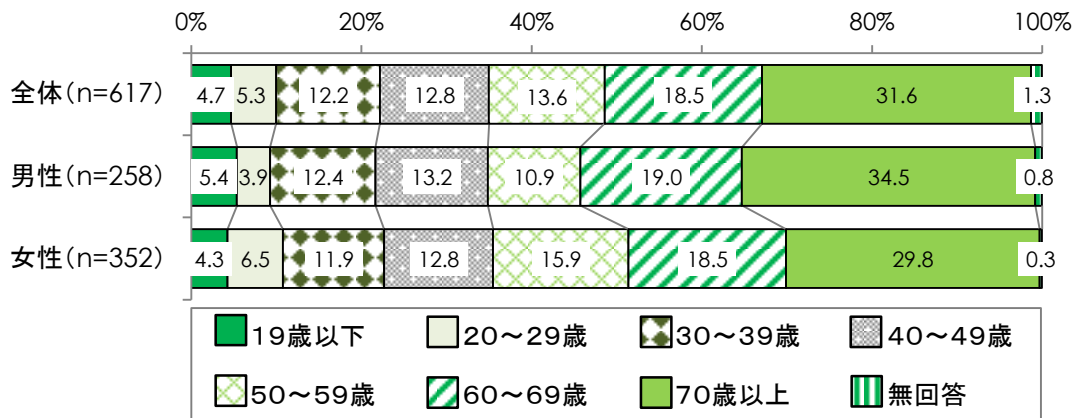 0% 20% 40% 60% 80% 100%
全体(n=617) 4.7 5.3 12.2 12.8 13.6 18.5 31.6 1.3
男性(n=258) 5.4 3.9 12.4 13.2 10.9 19.0 34.5 0.8
女性(n=352) 4.3 6.5 11.9 12.8 15.9 18.5 29.8 0.3
19歳以下 20～29歳 30～39歳 40～49歳
50～59歳 60～69歳 70歳以上 無回答